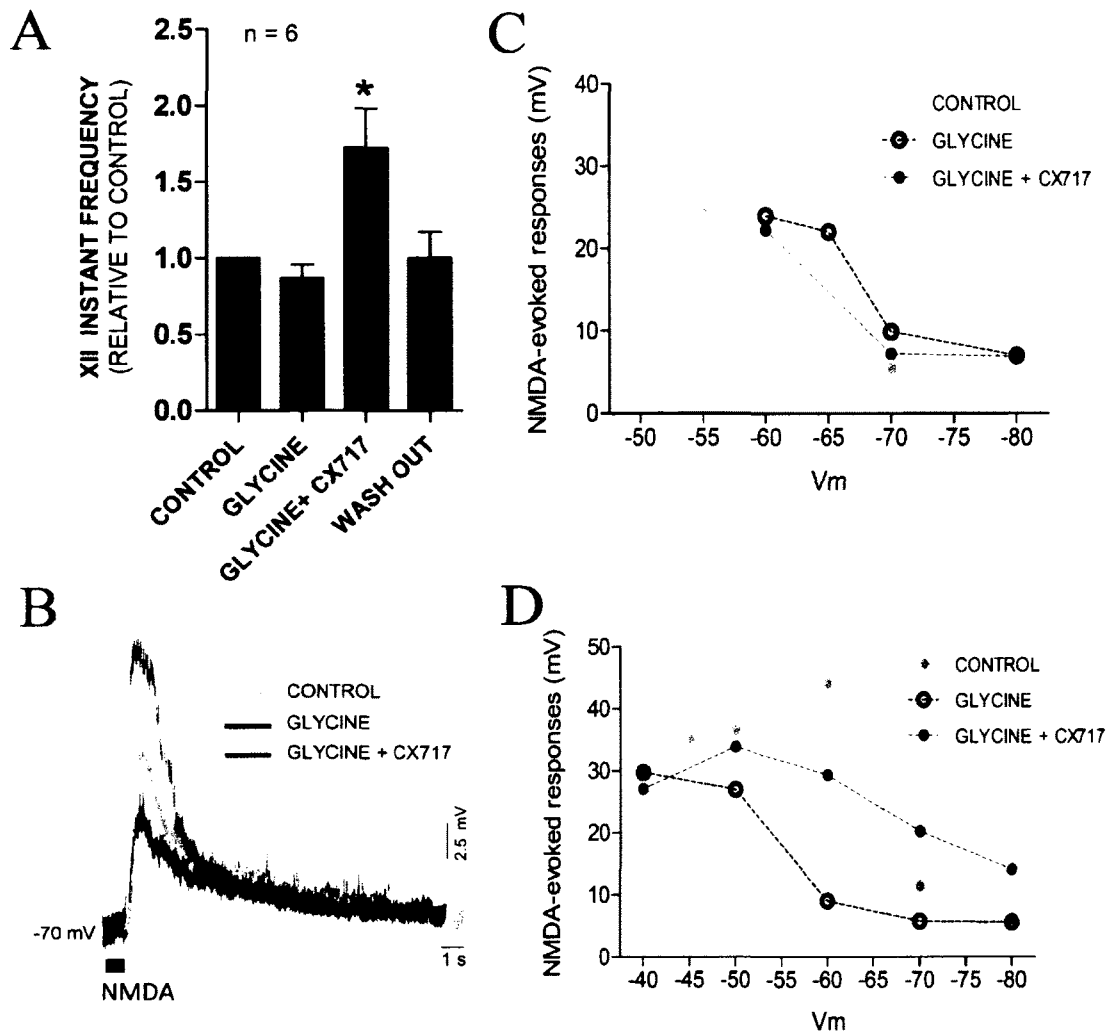 A
n = 6
*
XII INSTANT FREQUENCY
(RELATIVE TO CONTROL)
2.5
2.0
1.5
1.0
0.5
0.0
CONTROL
GLYCINE
GLYCINE+ CX717
WASH OUT
B
CONTROL
GLYCINE
GLYCINE + CX717
2.5 mV
-70 mV
1 s
NMDA
C
NMDA-evoked responses (mV)
40
30
20
10
0
CONTROL
GLYCINE
GLYCINE + CX717
-50 -55 -60 -65 -70 -75 -80
Vm
D
NMDA-evoked responses (mV)
50
40
30
20
10
0
CONTROL
GLYCINE
GLYCINE + CX717
-40 -45 -50 -55 -60 -65 -70 -75 -80
Vm